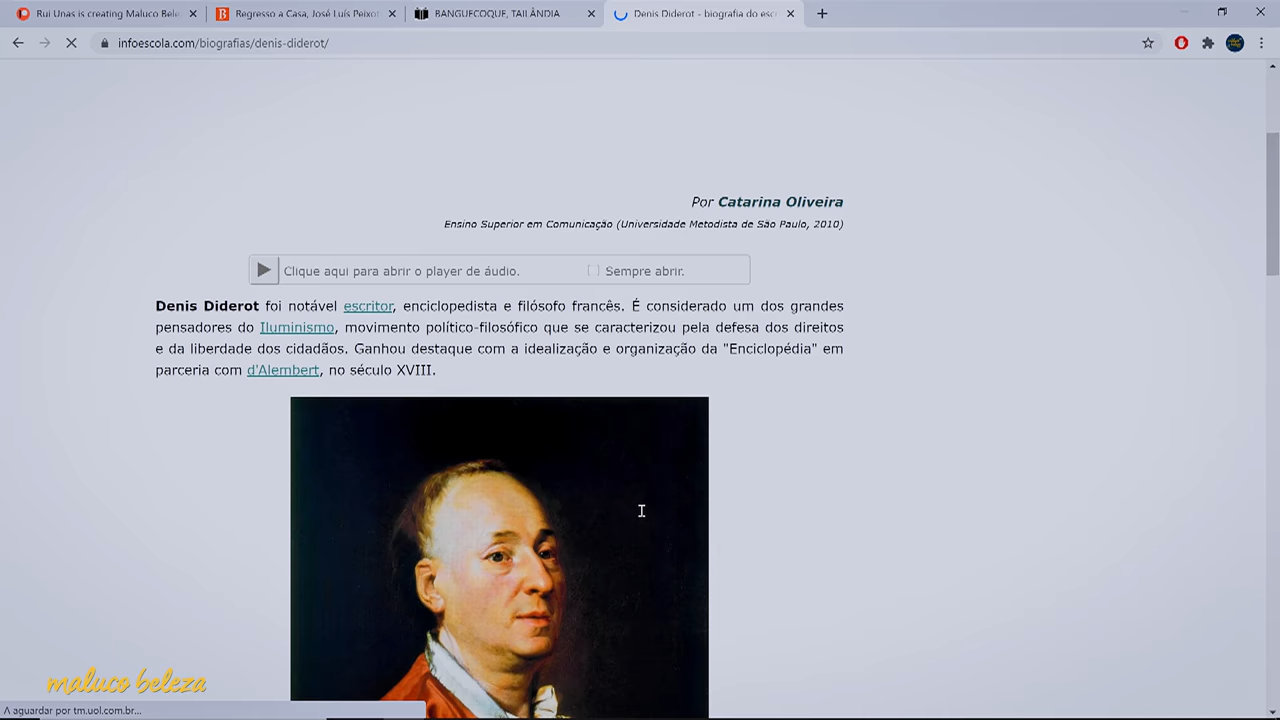 Rui Unas is creating Maluco Bele
Regresso a Casa, José Luís Peixot
BANGUECOQUE, TAILÂNDIA
Denis Diderot - biografia do escr
infoescola.com/biografias/denis-diderot/
Por Catarina Oliveira
Ensino Superior em Comunicação (Universidade Metodista de São Paulo, 2010)
Clique aqui para abrir o player de áudio.
Sempre abrir.
Denis Diderot foi notável escritor, enciclopedista e filósofo francês. É considerado um dos grandes
pensadores do Iluminismo, movimento político-filosófico que se caracterizou pela defesa dos direitos
e da liberdade dos cidadãos. Ganhou destaque com a idealização e organização da "Enciclopédia" em
parceria com d'Alembert, no século XVIII.
maluco beleza
A aguardar por tm.uol.com.br...